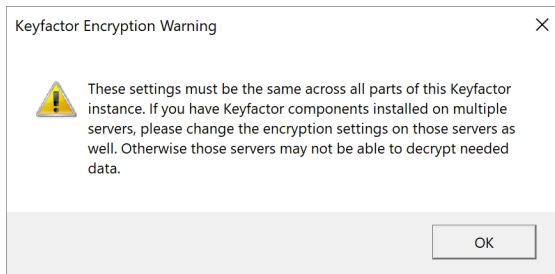 Keyfactor Encryption Warning
These settings must be the same across all parts of this Keyfactor
instance. If you have Keyfactor components installed on multiple
servers, please change the encryption settings on those servers as
well. Otherwise those servers may not be able to decrypt needed
data.
OK